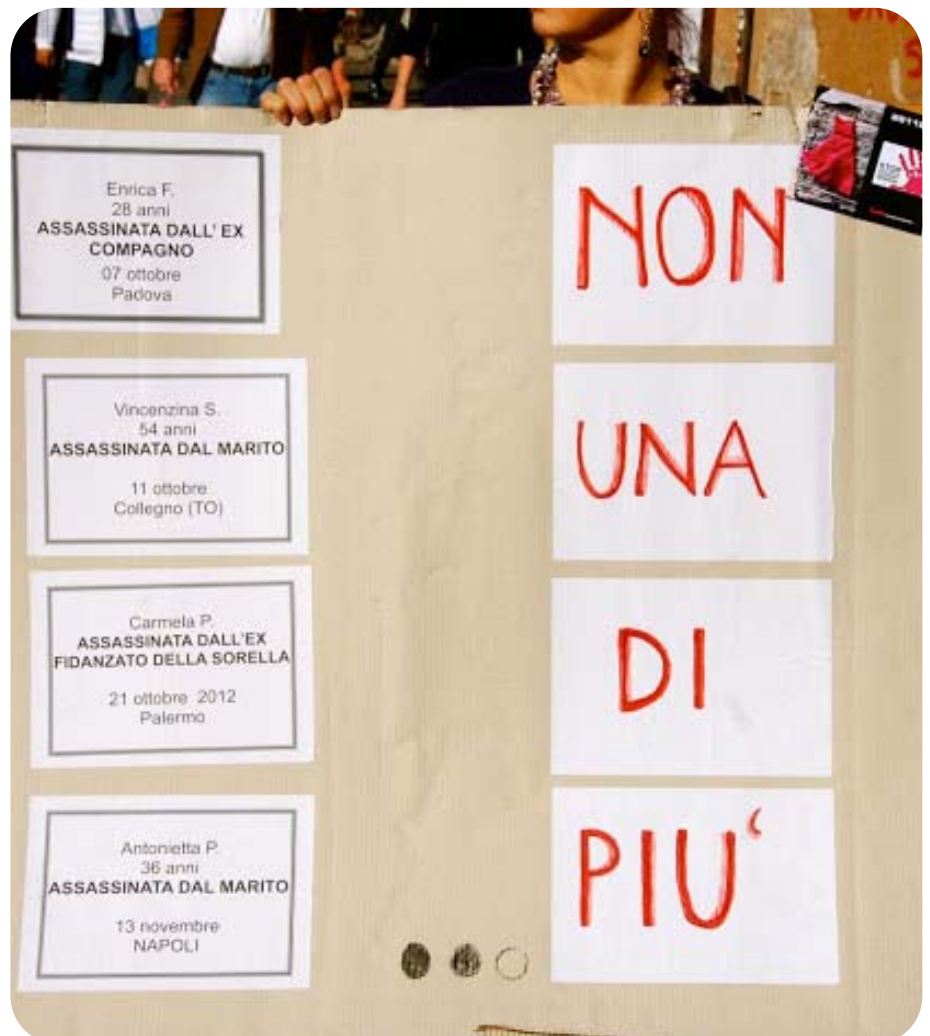 Enrica F.
28 anni
ASSASSINATA DALL' EX
COMPAGNO
07 ottobre
Padova
Vincenzina S.
54 anni
ASSASSINATA DAL MARITO
11 ottobre
Collegno (TO)
Carmela P.
ASSASSINATA DALL'EX
FIDANZATO DELLA SORELLA
21 ottobre 2012
Palermo
Antonietta P.
36 anni
ASSASSINATA DAL MARITO
13 novembre
NAPOLI
NON
UNA
DI
PIU‘